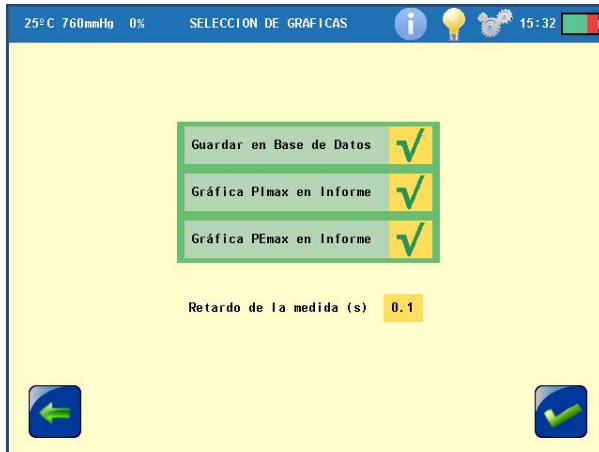 25ºC 760mmHg 0% SELECCION DE GRAFICAS 15:32
Guardar en Base de Datos
Gráfica PImax en Informe
Gráfica PEmax en Informe
Retardo de la medida (s) 0.1